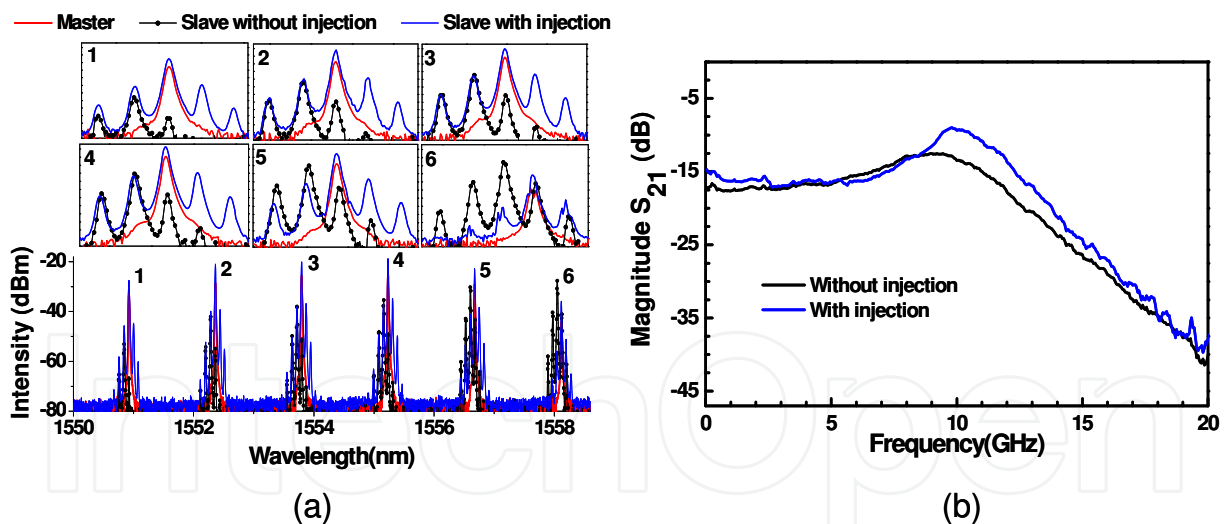 Master Slave without injection Slave with injection
1 2 3
4 5 6
-20
-40
-60
-80
Intensity (dBm)
1 2 3 4 5 6
1550 1552 1554 1556 1558
Wavelength(nm)
(a)
-5
-15
-25
-35
-45
Magnitude S21 (dB)
Without injection
With injection
0 5 10 15 20
Frequency(GHz)
(b)
IntechOpen